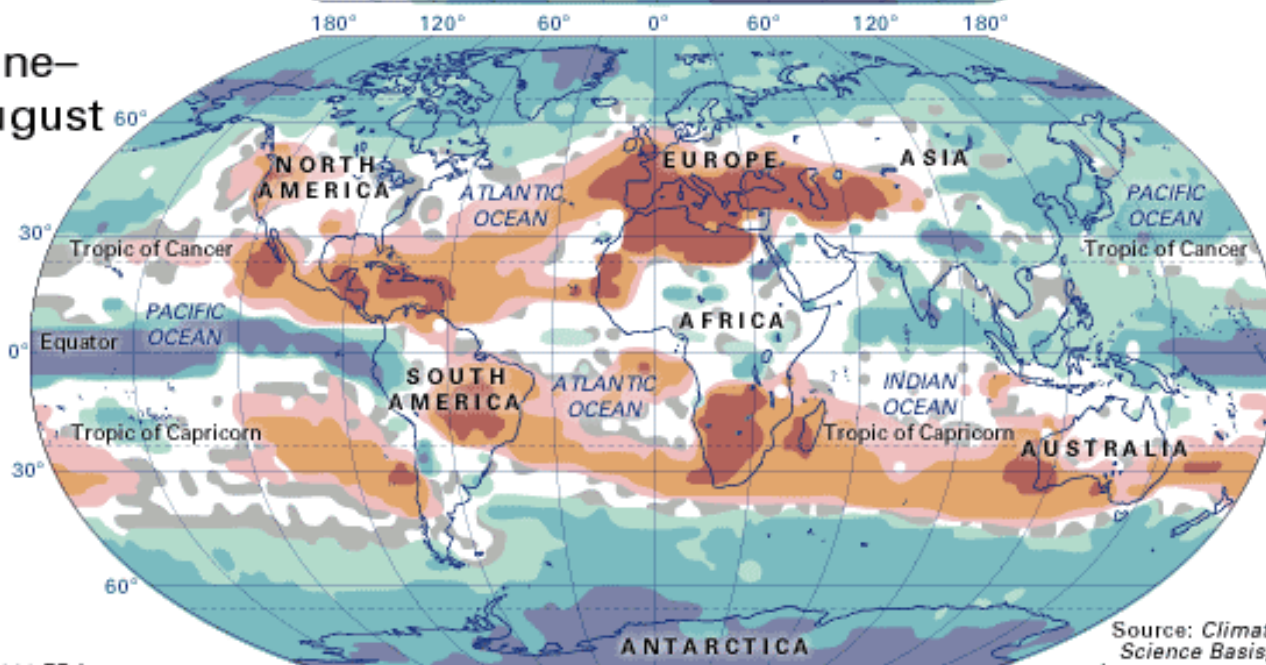 180° 120° 60° 0° 60° 120° 180°
ne–
ugust
60°
NORTH
AMERICA
EUROPE
ASIA
ATLANTIC
OCEAN
PACIFIC
OCEAN
30°
Tropic of Cancer
Tropic of Cancer
PACIFIC
OCEAN
AFRICA
Equator
0°
SOUTH
AMERICA
ATLANTIC
OCEAN
INDIAN
OCEAN
Tropic of Capricorn
Tropic of Capricorn
AUSTRALIA
30°
60°
ANTARCTICA
Source: Climat
Science Basis,